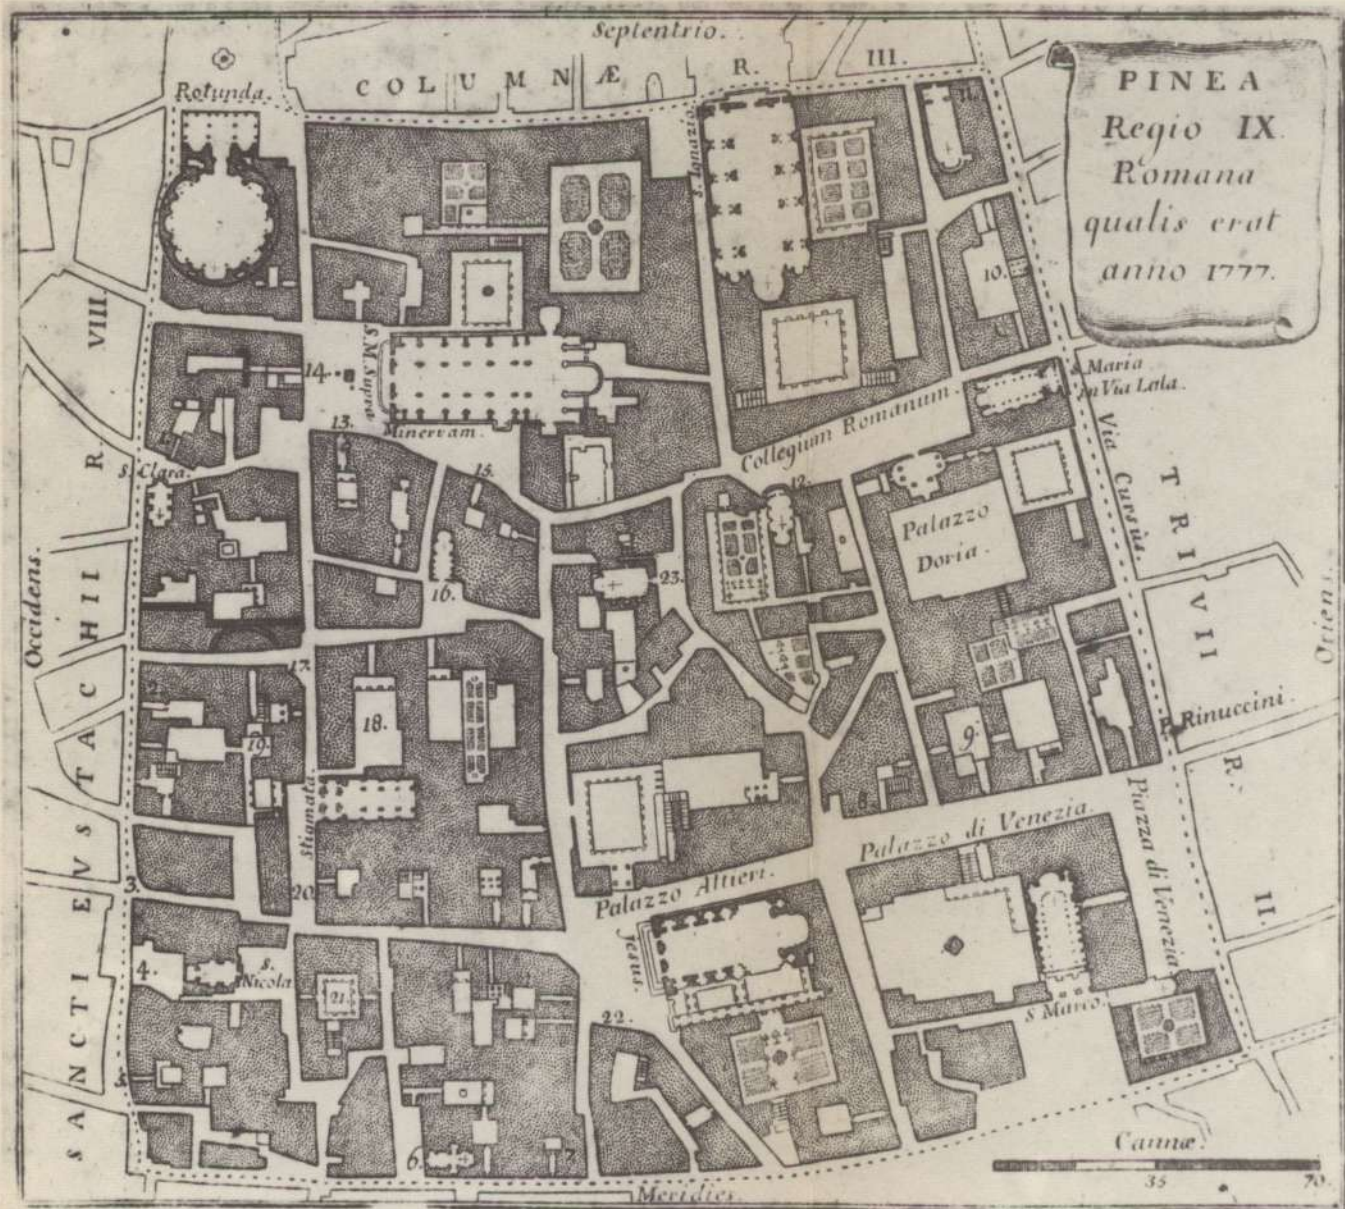 Septentrio.
COLUMNÆ R. III.
PINEA
Regio IX
Romana
qualis erat
anno 1777.
Rotunda.
S. Ignazio.
11.
10.
VIII.
R.
SANCTI EVSTACHII
Occidens.
14.
S. M. Supra
Minervam.
13.
15.
Collegium Romanum.
S. Maria
in Via Lata.
Via Cursus.
TRIVII
R.
II.
Oriens.
S. Clara.
12.
Palazzo
Doria.
16.
23.
17.
2.
18.
19.
9.
P. Rinuccini.
8.
Stigmata.
Palazzo di Venezia.
Piazza di Venezia.
3.
20.
Palazzo Altieri.
4.
S.
Nicola
21.
Jesus.
22.
S Marco.
5.
6.
7.
Cannæ.
35 70.
Meridies.